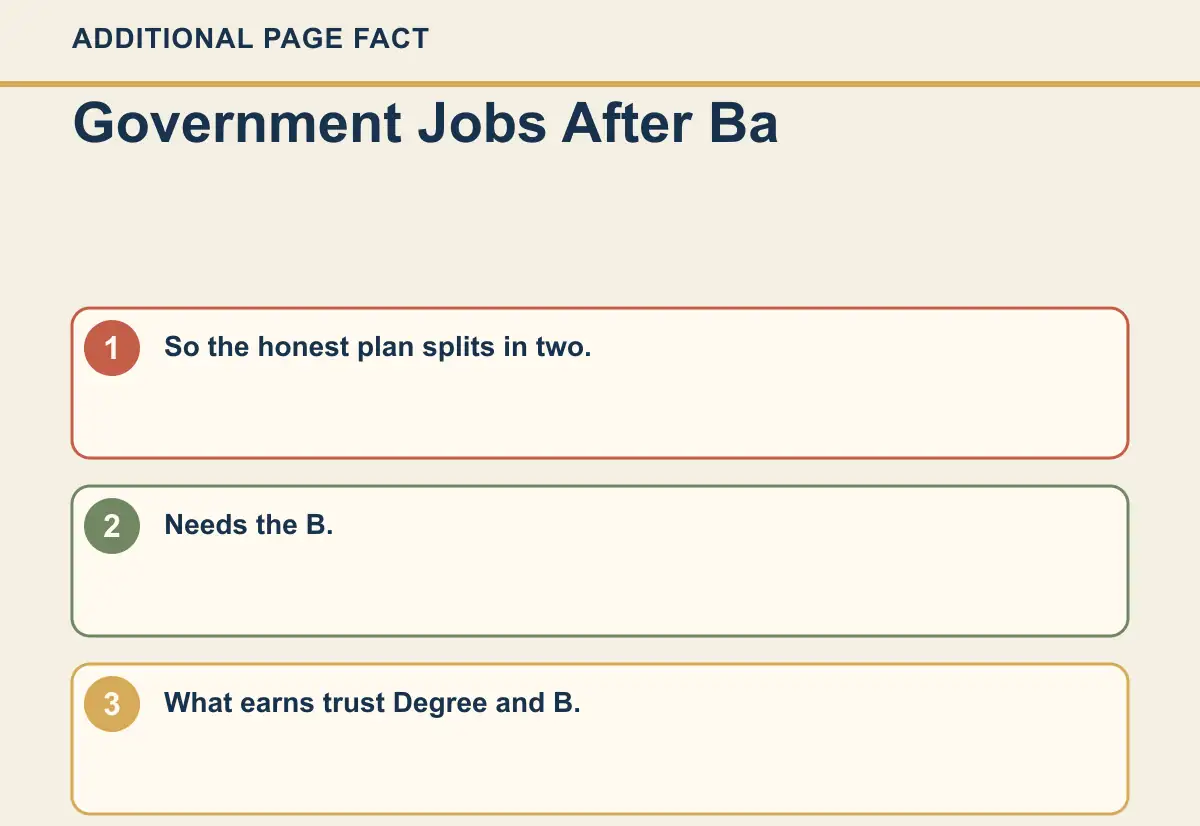 ADDITIONAL PAGE FACT
Government Jobs After Ba
1 So the honest plan splits in two.
2 Needs the B.
3 What earns trust Degree and B.